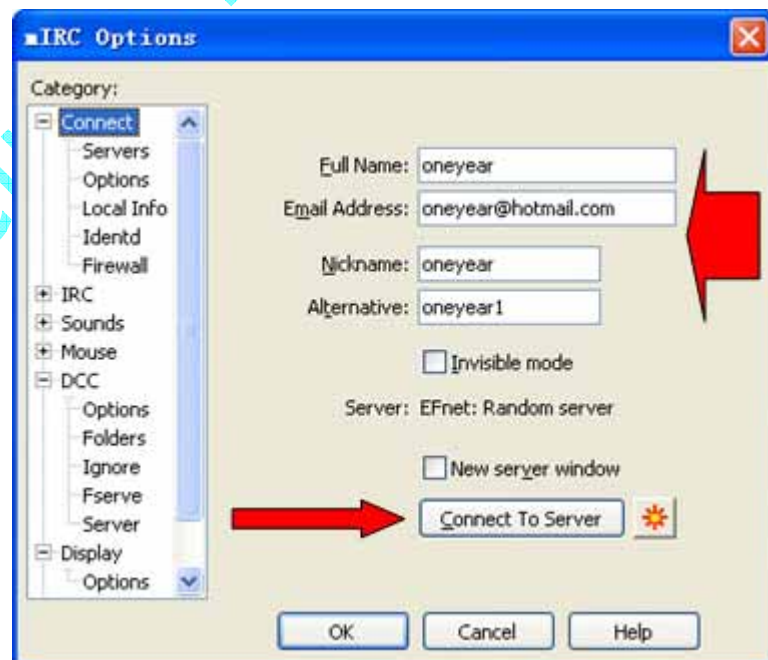 mIRC Options
Category:
Connect
Servers
Options
Local Info
Identd
Firewall
IRC
Sounds
Mouse
DCC
Options
Folders
Ignore
Fserve
Server
Display
Options
Full Name: oneyear
Email Address: oneyear@hotmail.com
Nickname: oneyear
Alternative: oneyear1
Invisible mode
Server: EFnet: Random server
New server window
Connect To Server
OK Cancel Help